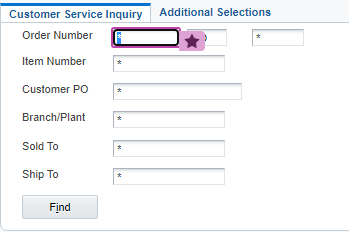 Customer Service Inquiry Additional Selections
Order Number * *
Item Number *
Customer PO *
Branch/Plant *
Sold To *
Ship To *
Find